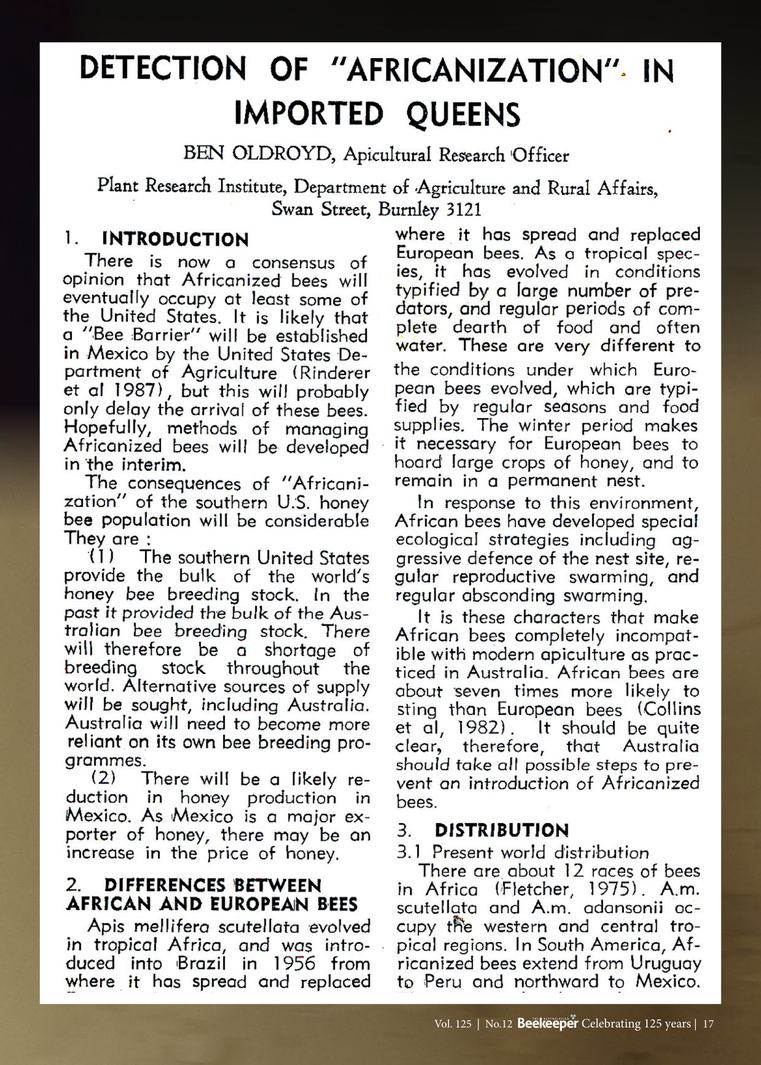 DETECTION OF "AFRICANIZATION" IN
IMPORTED QUEENS
BEN OLDROYD, Apicultural Research Officer
Plant Research Institute, Department of Agriculture and Rural Affairs,
Swan Street, Burnley 3121
1. INTRODUCTION
There is now a consensus of
opinion that Africanized bees will
eventually occupy at least some of
the United States. It is likely that
a "Bee Barrier" will be established
in Mexico by the United States De-
partment of Agriculture (Rinderer
et al 1987), but this will probably
only delay the arrival of these bees.
Hopefully, methods of managing
Africanized bees will be developed
in the interim.
The consequences of "Africani-
zation" of the southern U.S. honey
bee population will be considerable
They are :
(1) The southern United States
provide the bulk of the world's
honey bee breeding stock. In the
past it provided the bulk of the Aus-
tralian bee breeding stock. There
will therefore be a shortage of
breeding stock throughout the
world. Alternative sources of supply
will be sought, including Australia.
Australia will need to become more
reliant on its own bee breeding pro-
grammes.
(2) There will be a likely re-
duction in honey production in
Mexico. As Mexico is a major ex-
porter of honey, there may be an
increase in the price of honey.
2. DIFFERENCES BETWEEN
AFRICAN AND EUROPEAN BEES
Apis mellifera scutellata evolved
in tropical Africa, and was intro-
duced into Brazil in 1956 from
where it has spread and replaced
where it has spread and replaced
European bees. As a tropical spec-
ies, it has evolved in conditions
typified by a large number of pre-
dators, and regular periods of com-
plete dearth of food and often
water. These are very different to
the conditions under which Euro-
pean bees evolved, which are typi-
fied by regular seasons and food
supplies. The winter period makes
it necessary for European bees to
hoard large crops of honey, and to
remain in a permanent nest.
In response to this environment,
African bees have developed special
ecological strategies including ag-
gressive defence of the nest site, re-
gular reproductive swarming, and
regular absconding swarming.
It is these characters that make
African bees completely incompat-
ible with modern apiculture as prac-
ticed in Australia. African bees are
about seven times more likely to
sting than European bees (Collins
et al, 1982). It should be quite
clear, therefore, that Australia
should take all possible steps to pre-
vent an introduction of Africanized
bees.
3. DISTRIBUTION
3.1 Present world distribution
There are about 12 races of bees
in Africa (Fletcher, 1975). A.m.
scutellata and A.m. adansonii oc-
cupy the western and central tro-
pical regions. In South America, Af-
ricanized bees extend from Uruguay
to Peru and northward to Mexico.
Vol. 125 | No.12 Beekeeper Celebrating 125 years | 17